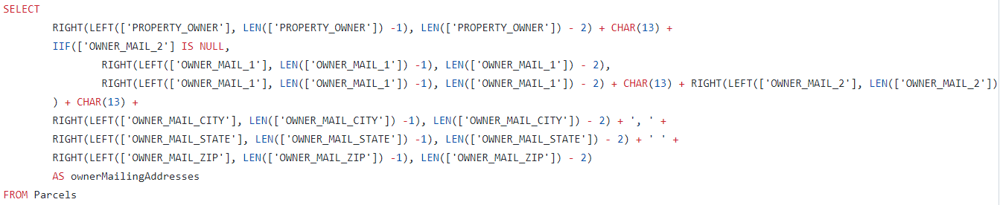 SELECT
RIGHT(LEFT(['PROPERTY_OWNER'], LEN(['PROPERTY_OWNER']) -1), LEN(['PROPERTY_OWNER']) - 2) + CHAR(13) +
IIF(['OWNER_MAIL_2'] IS NULL,
RIGHT(LEFT(['OWNER_MAIL_1'], LEN(['OWNER_MAIL_1']) -1), LEN(['OWNER_MAIL_1']) - 2),
RIGHT(LEFT(['OWNER_MAIL_1'], LEN(['OWNER_MAIL_1']) -1), LEN(['OWNER_MAIL_1']) - 2) + CHAR(13) + RIGHT(LEFT(['OWNER_MAIL_2'], LEN(['OWNER_MAIL_2'])
) + CHAR(13) +
RIGHT(LEFT(['OWNER_MAIL_CITY'], LEN(['OWNER_MAIL_CITY']) -1), LEN(['OWNER_MAIL_CITY']) - 2) + ', ' +
RIGHT(LEFT(['OWNER_MAIL_STATE'], LEN(['OWNER_MAIL_STATE']) -1), LEN(['OWNER_MAIL_STATE']) - 2) + ' ' +
RIGHT(LEFT(['OWNER_MAIL_ZIP'], LEN(['OWNER_MAIL_ZIP']) -1), LEN(['OWNER_MAIL_ZIP']) - 2)
AS ownerMailingAddresses
FROM Parcels